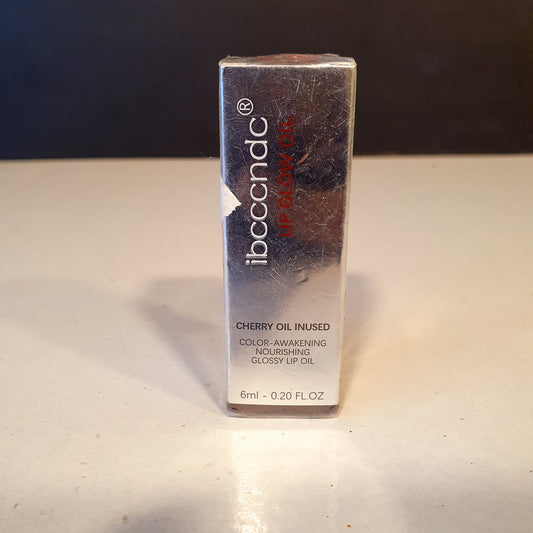 ibcccndc®
LIP GLOW OIL
CHERRY OIL INUSED
COLOR-AWAKENING
NOURISHING
GLOSSY LIP OIL
6ml - 0.20 FL.OZ